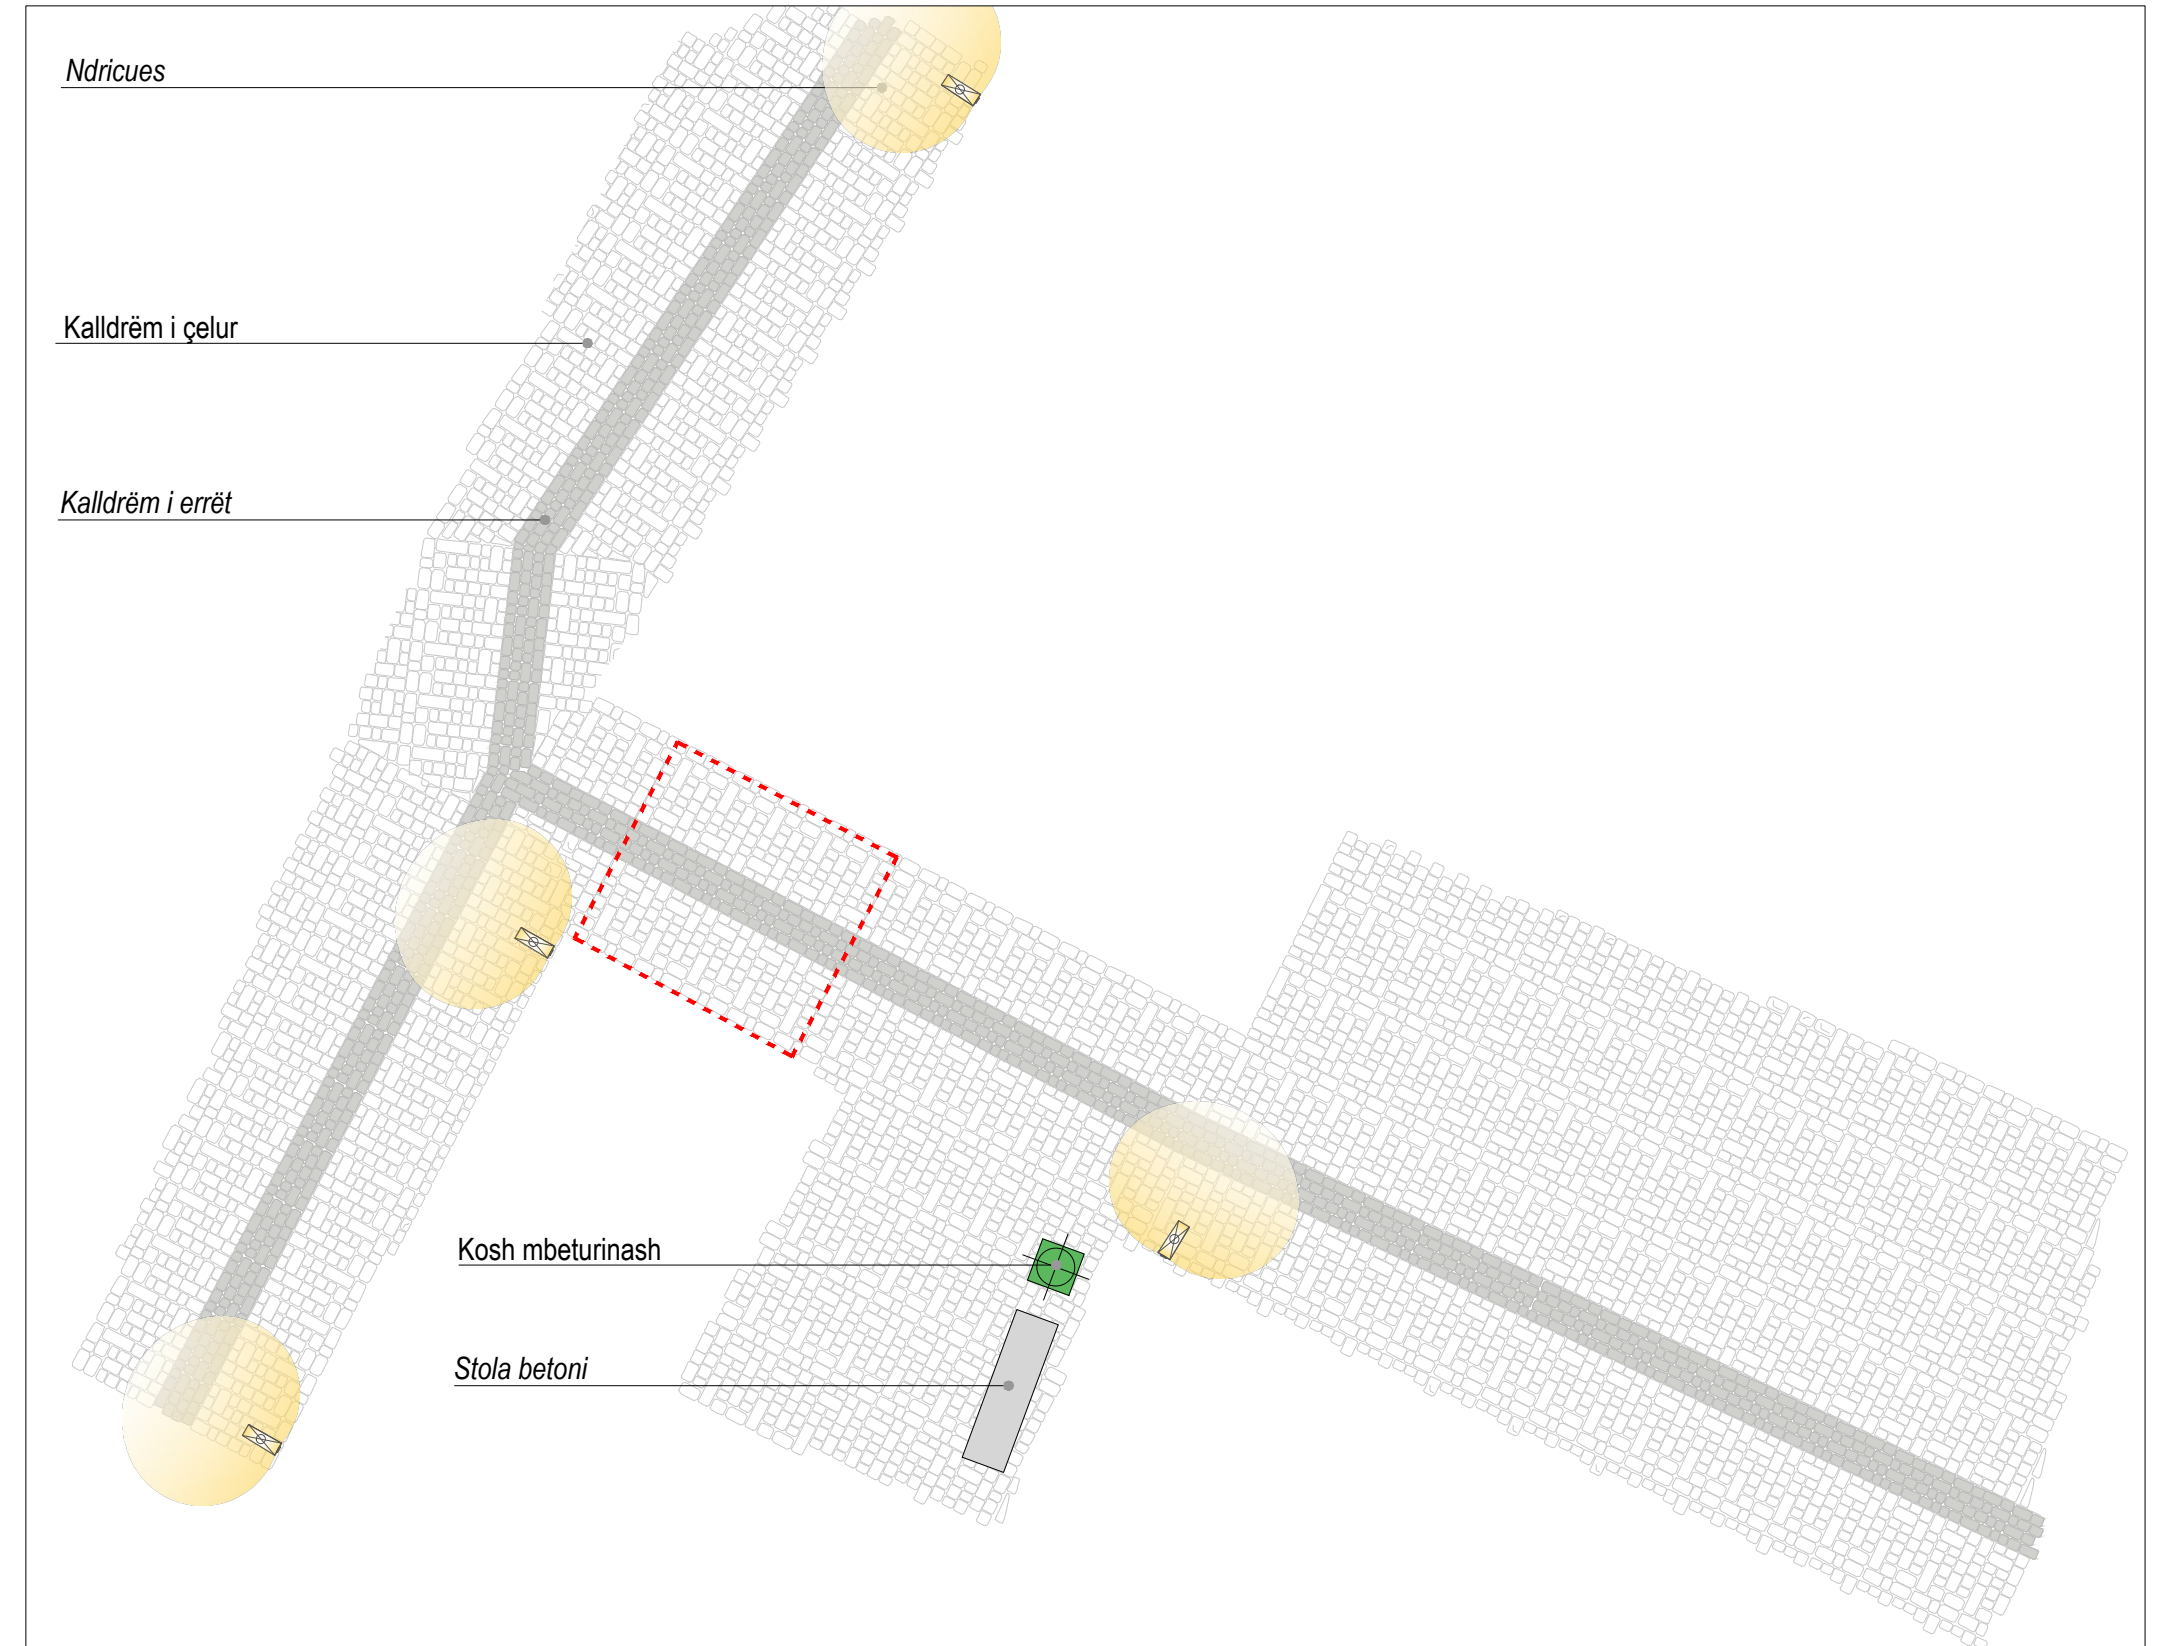 Ndricues
Kalldrëm i çelur
Kalldrëm i errët
Kosh mbeturinash
Stola betoni